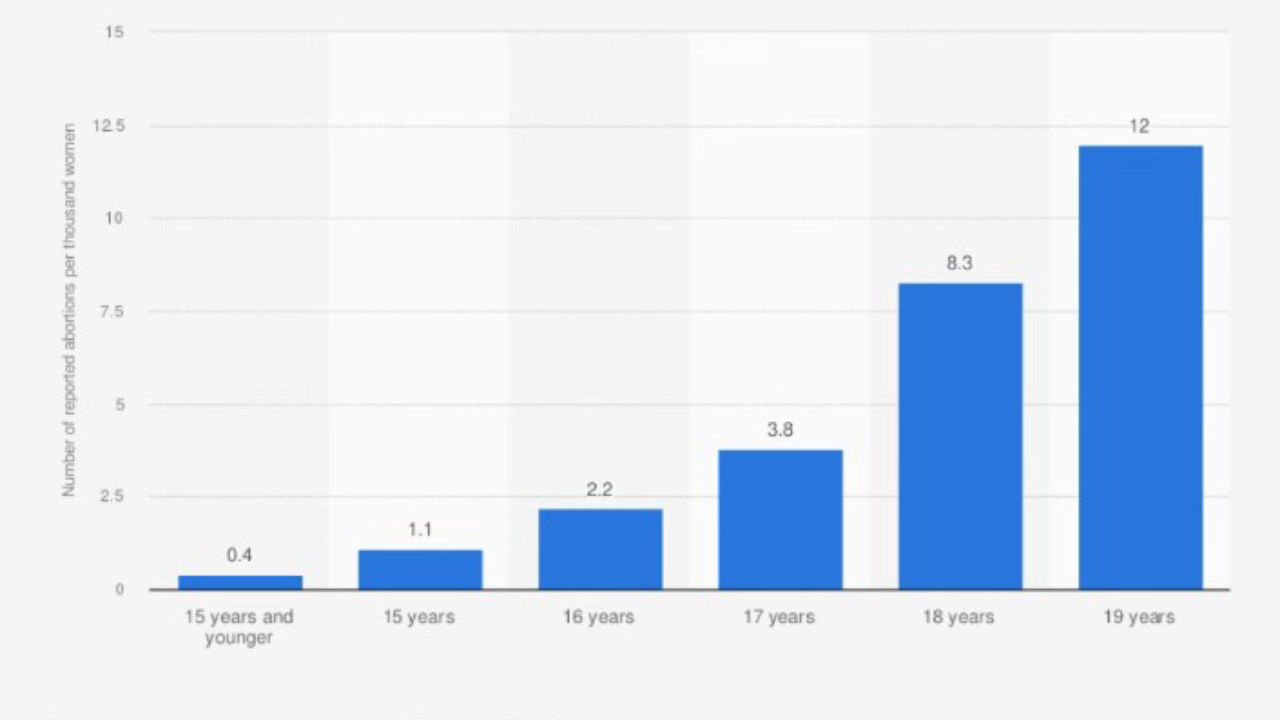 15
12.5
10
7.5
5
2.5
0
Number of reported abortions per thousand women
0.4
1.1
2.2
3.8
8.3
12
15 years and
younger
15 years
16 years
17 years
18 years
19 years